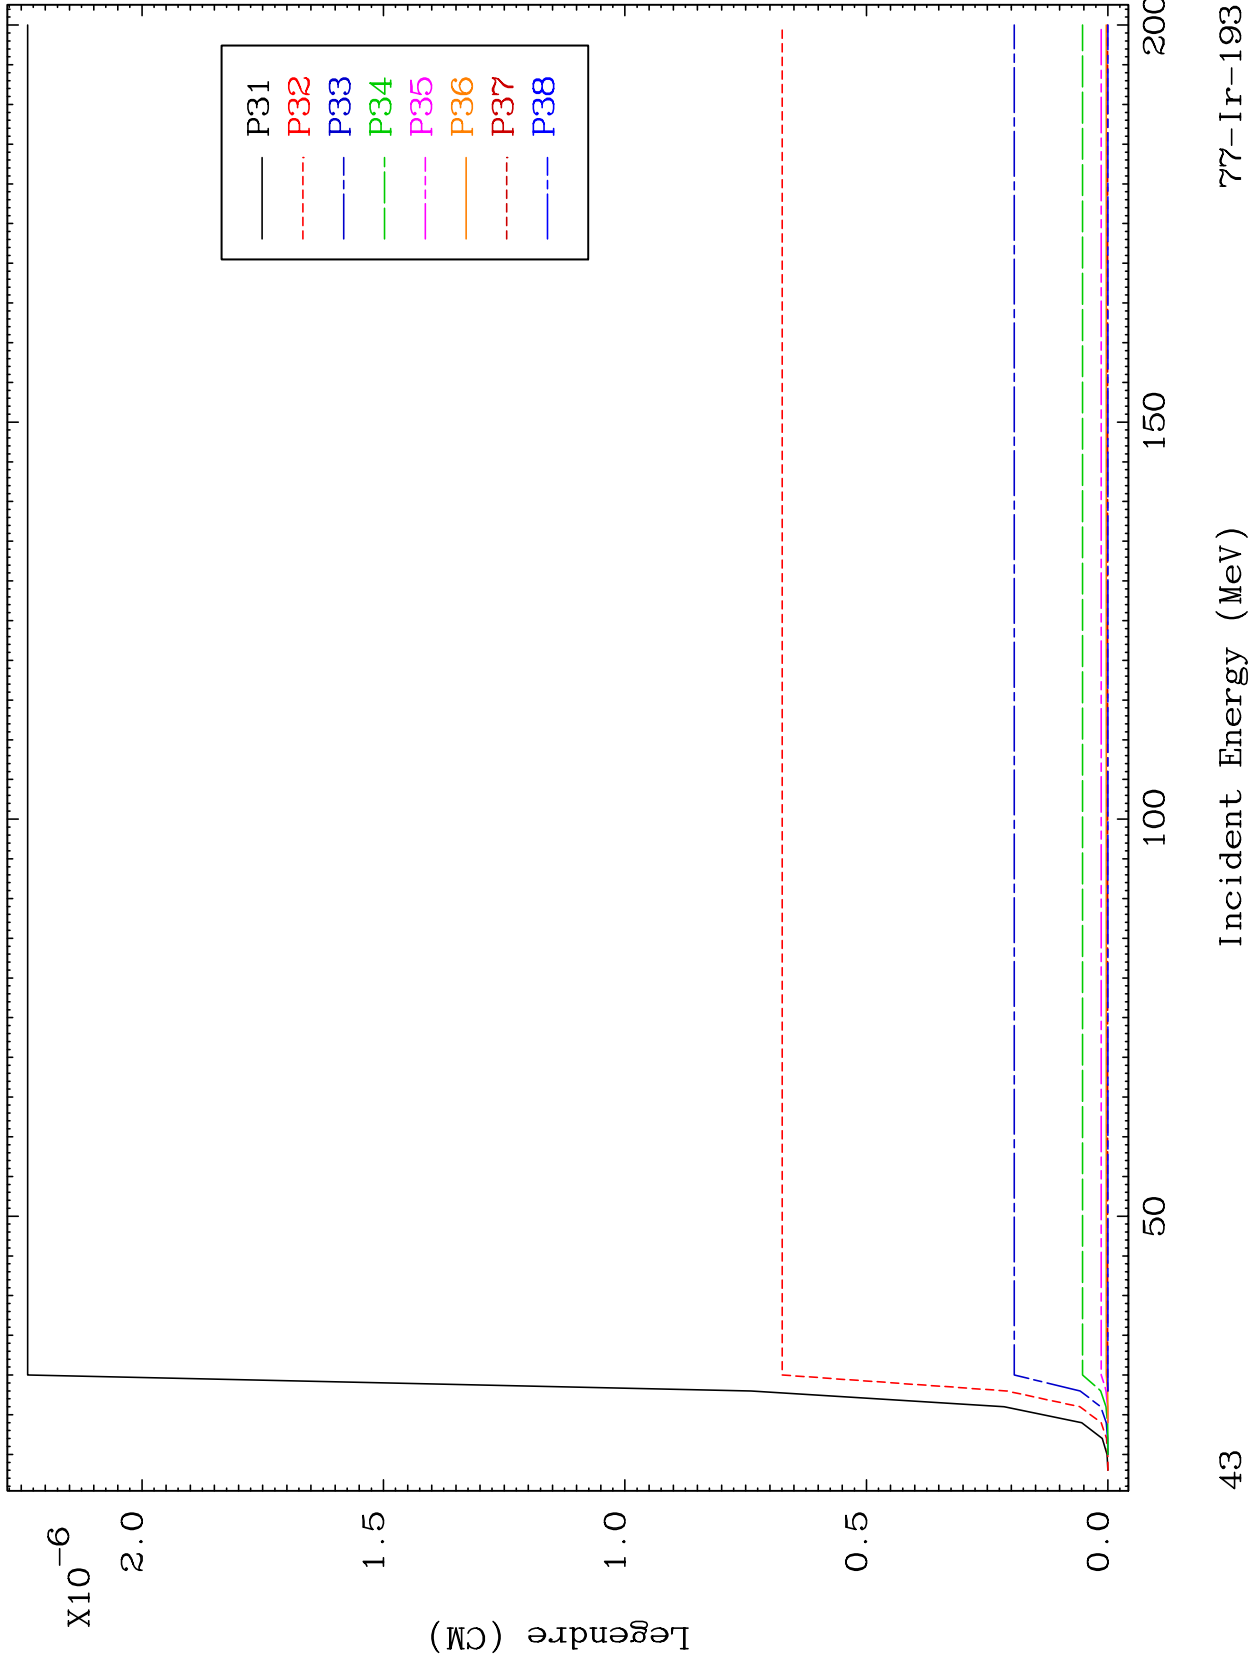 X10-6
2.0
1.5
1.0
0.5
0.0
Legendre (CM)
P31
P32
P33
P34
P35
P36
P37
P38
50
100
150
200
Incident Energy (MeV)
43
77-Ir-193